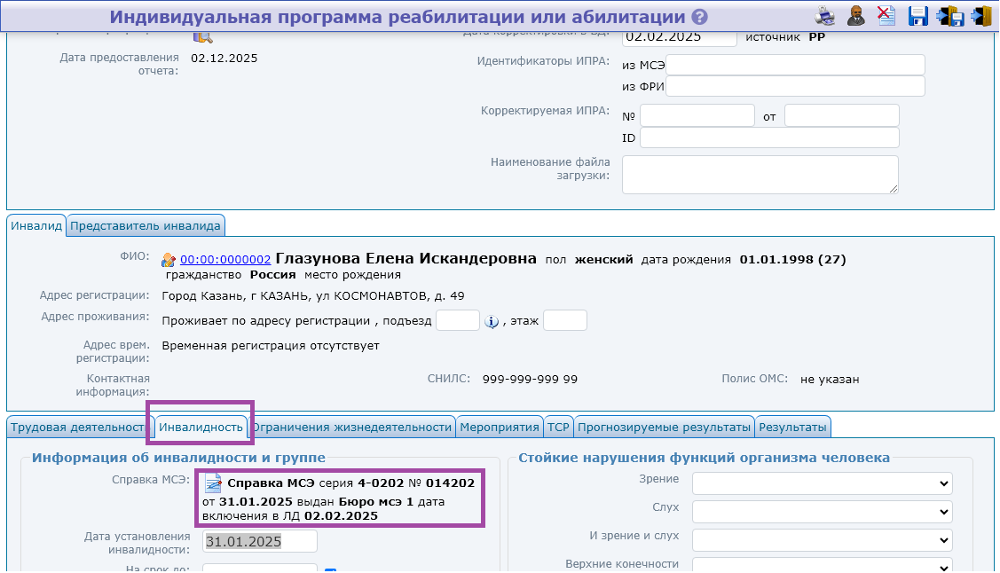 Индивидуальная программа реабилитации или абилитации ?
02.02.2025 источник РР
Дата предоставления отчета: 02.12.2025
Идентификаторы ИПРА: из МСЭ
из ФРИ
Корректируемая ИПРА: № от
ID
Наименование файла загрузки:
Инвалид Представитель инвалида
ФИО: 00:00:0000002 Глазунова Елена Искандеровна пол женский дата рождения 01.01.1998 (27)
гражданство Россия место рождения
Адрес регистрации: Город Казань, г КАЗАНЬ, ул КОСМОНАВТОВ, д. 49
Адрес проживания: Проживает по адресу регистрации , подъезд i , этаж
Адрес врем. регистрации: Временная регистрация отсутствует
Контактная информация: СНИЛС: 999-999-999 99 Полис ОМС: не указан
Трудовая деятельность Инвалидность Ограничения жизнедеятельности Мероприятия ТСР Прогнозируемые результаты Результаты
Информация об инвалидности и группе
Справка МСЭ: Справка МСЭ серия 4-0202 № 014202
от 31.01.2025 выдан Бюро мсэ 1 дата
включения в ЛД 02.02.2025
Дата установления инвалидности: 31.01.2025
На срок до:
Стойкие нарушения функций организма человека
Зрение
Слух
И зрение и слух
Верхние конечности